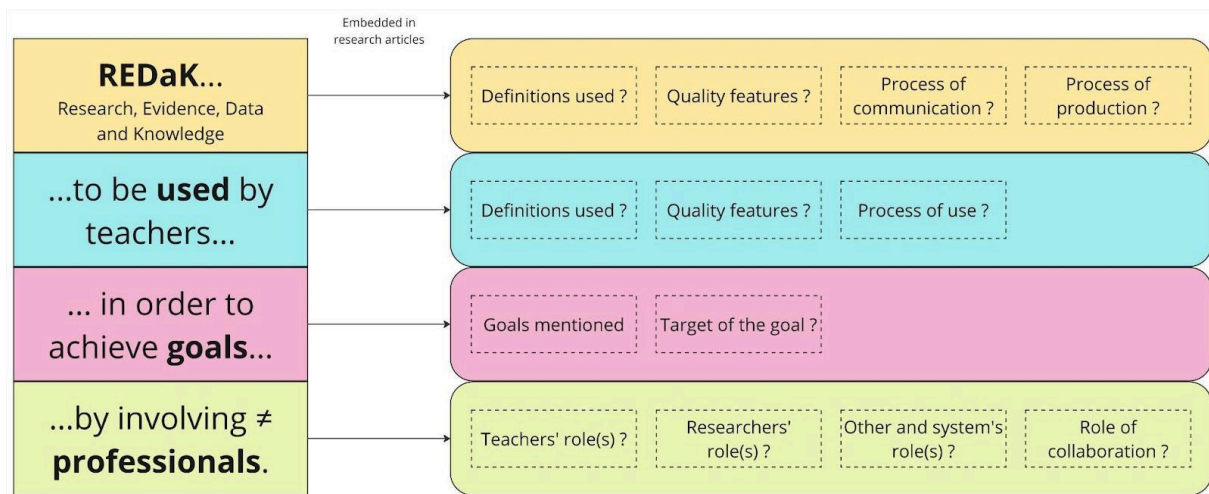 Embedded in
research articles
REDaK...
Research, Evidence, Data
and Knowledge
Definitions used ?
Quality features ?
Process of
communication ?
Process of
production ?
...to be used by
teachers...
Definitions used ?
Quality features ?
Process of use ?
... in order to
achieve goals...
Goals mentioned
Target of the goal ?
...by involving ≠
professionals.
Teachers' role(s) ?
Researchers'
role(s) ?
Other and system's
role(s) ?
Role of
collaboration ?